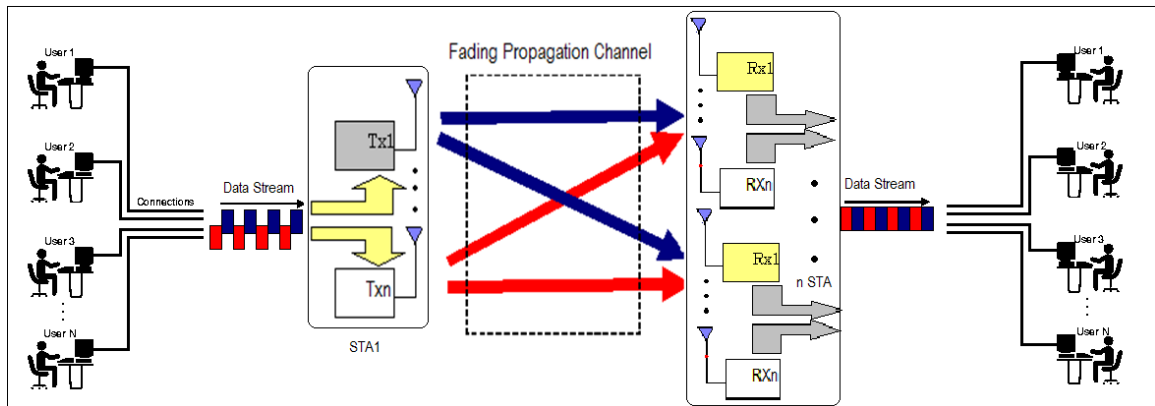 User 1
User 2
Connections
User 3
User N
Data Stream
Tx1
Txn
STA1
Fading Propagation Channel
Rx1
RXn
Rx1
RXn
n STA
Data Stream
User 1
User 2
User 3
User N